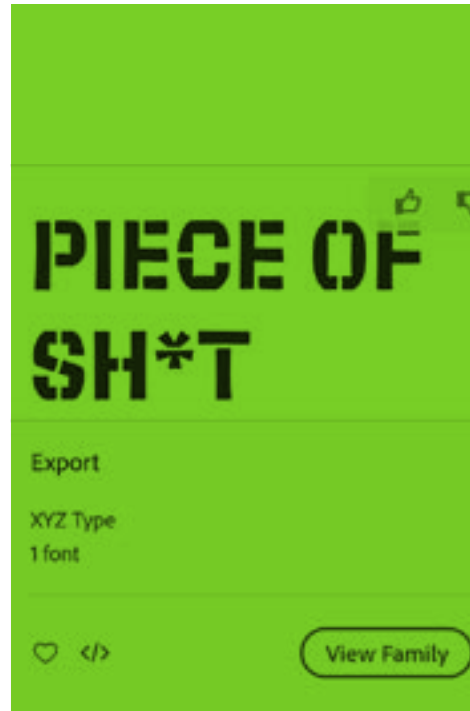 PIECE OF
SH*T
Export
XYZ Type
1 font
</> View Family